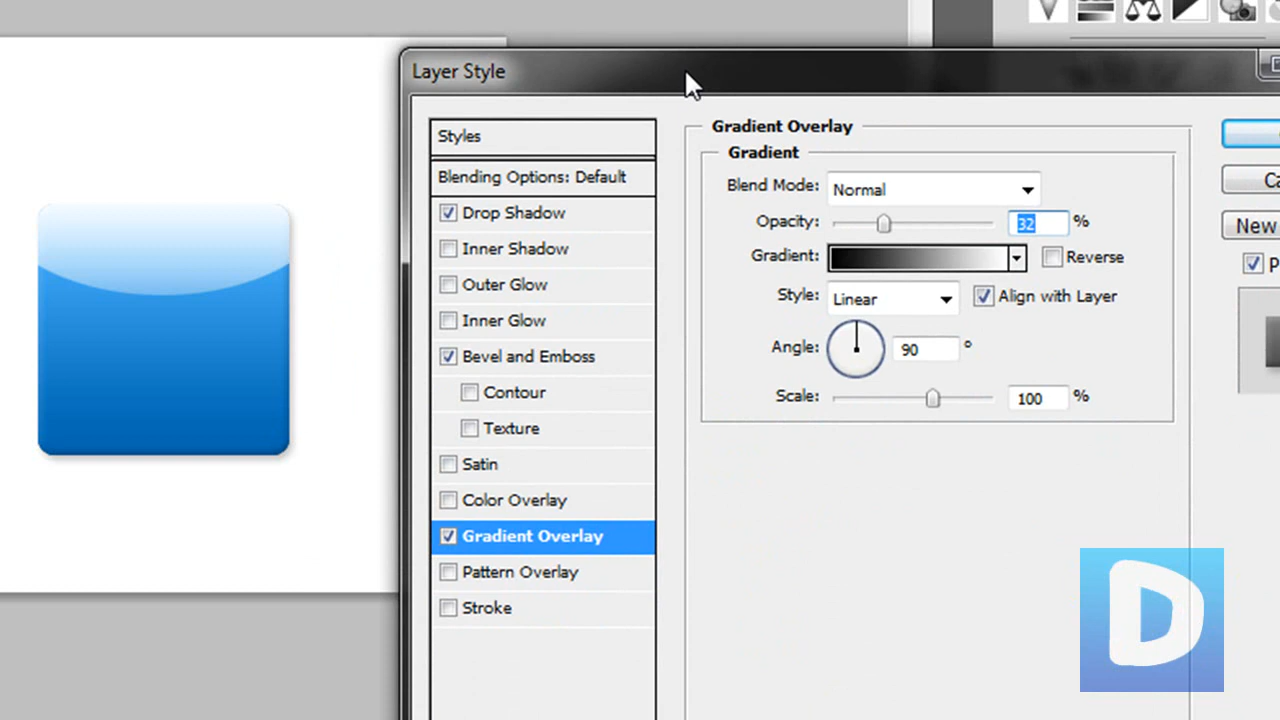 Layer Style
Styles
Blending Options: Default
Drop Shadow
Inner Shadow
Outer Glow
Inner Glow
Bevel and Emboss
Contour
Texture
Satin
Color Overlay
Gradient Overlay
Pattern Overlay
Stroke
Gradient Overlay
Gradient
Blend Mode: Normal
Opacity: 32 %
Gradient: Reverse
Style: Linear Align with Layer
Angle: 90 °
Scale: 100 %
Ca
New
P
D